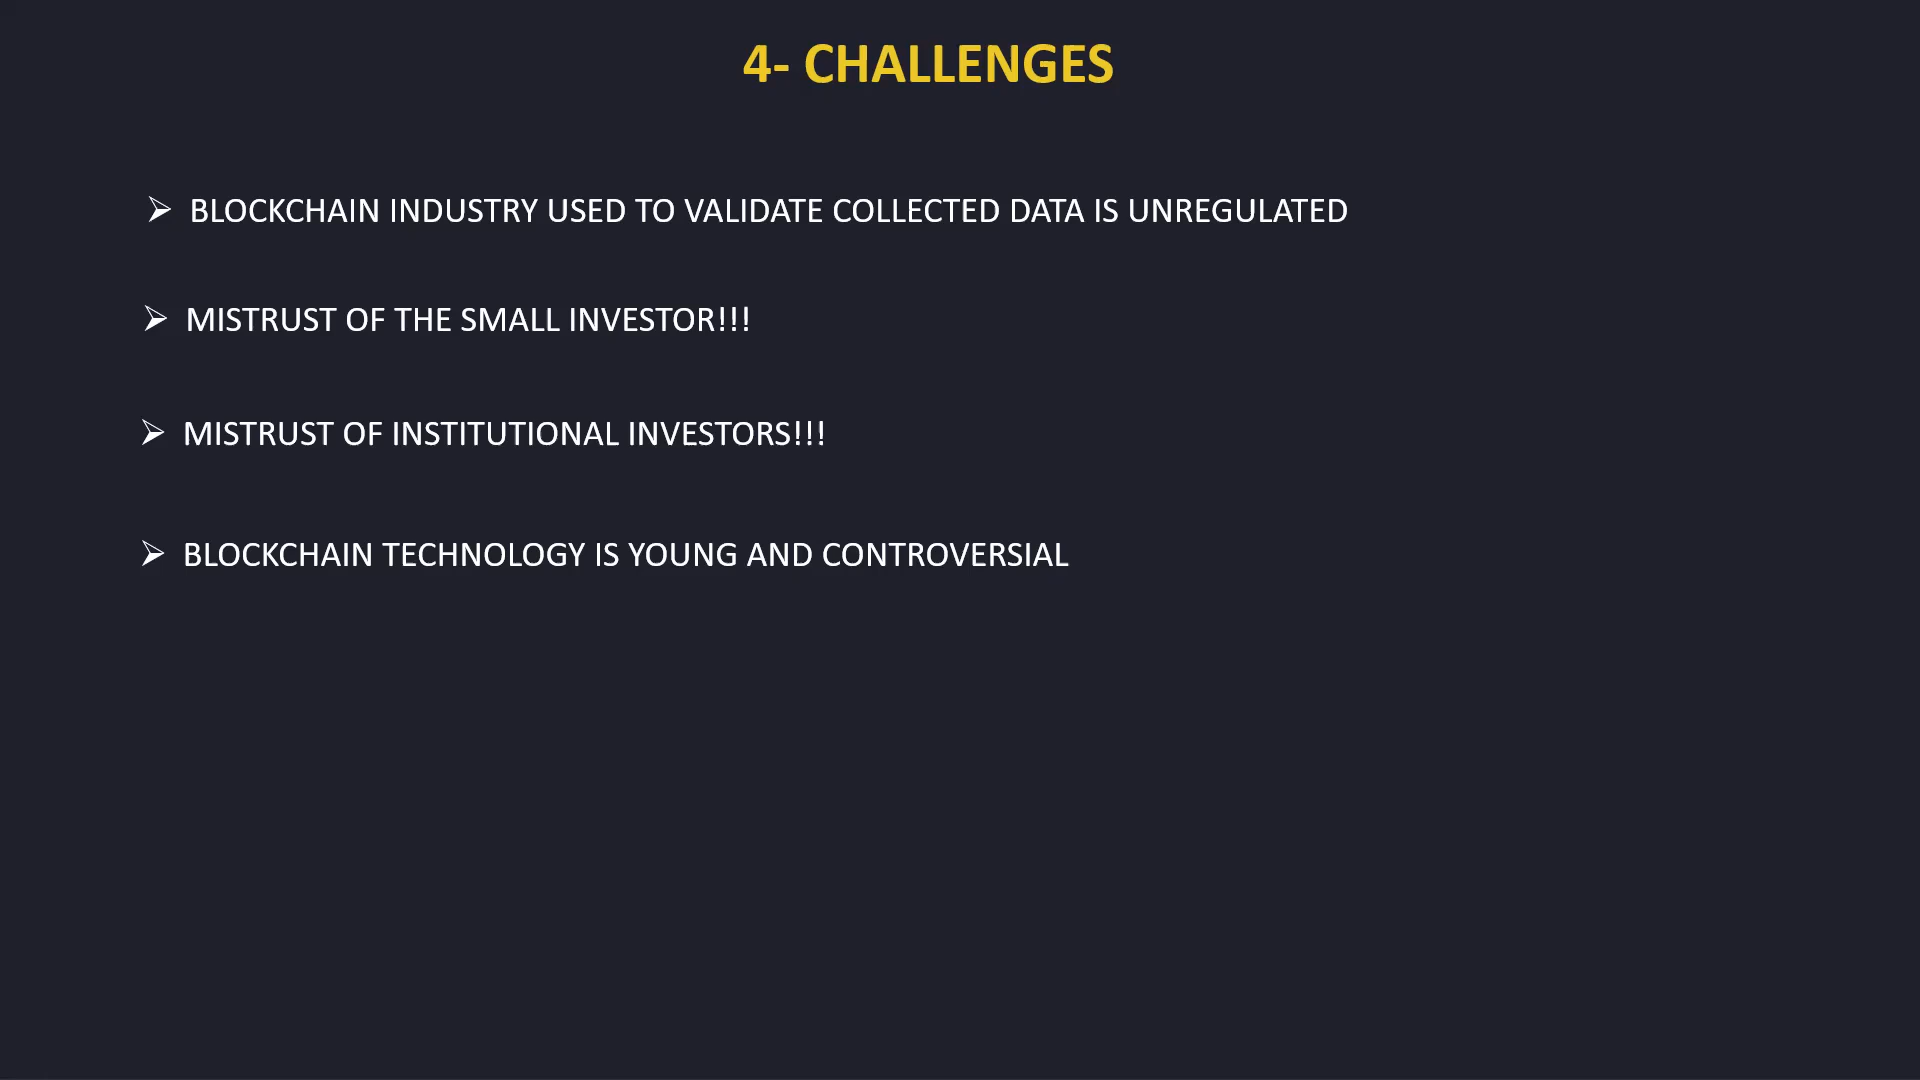 4- CHALLENGES
➢ BLOCKCHAIN INDUSTRY USED TO VALIDATE COLLECTED DATA IS UNREGULATED
➢ MISTRUST OF THE SMALL INVESTOR!!!
➢ MISTRUST OF INSTITUTIONAL INVESTORS!!!
➢ BLOCKCHAIN TECHNOLOGY IS YOUNG AND CONTROVERSIAL